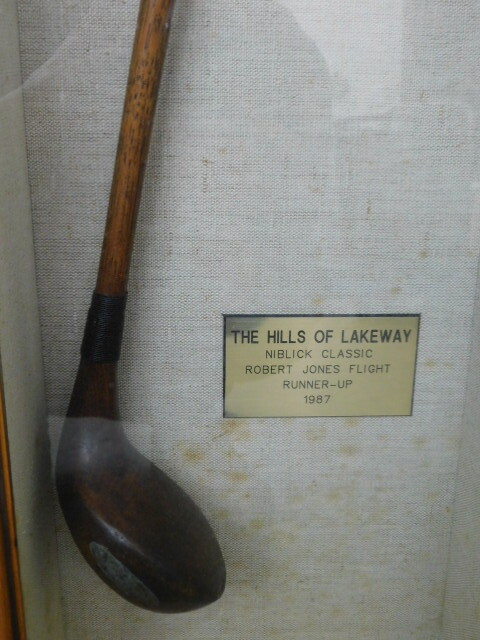 THE HILLS OF LAKEWAY
NIBLICK CLASSIC
ROBERT JONES FLIGHT
RUNNER-UP
1987